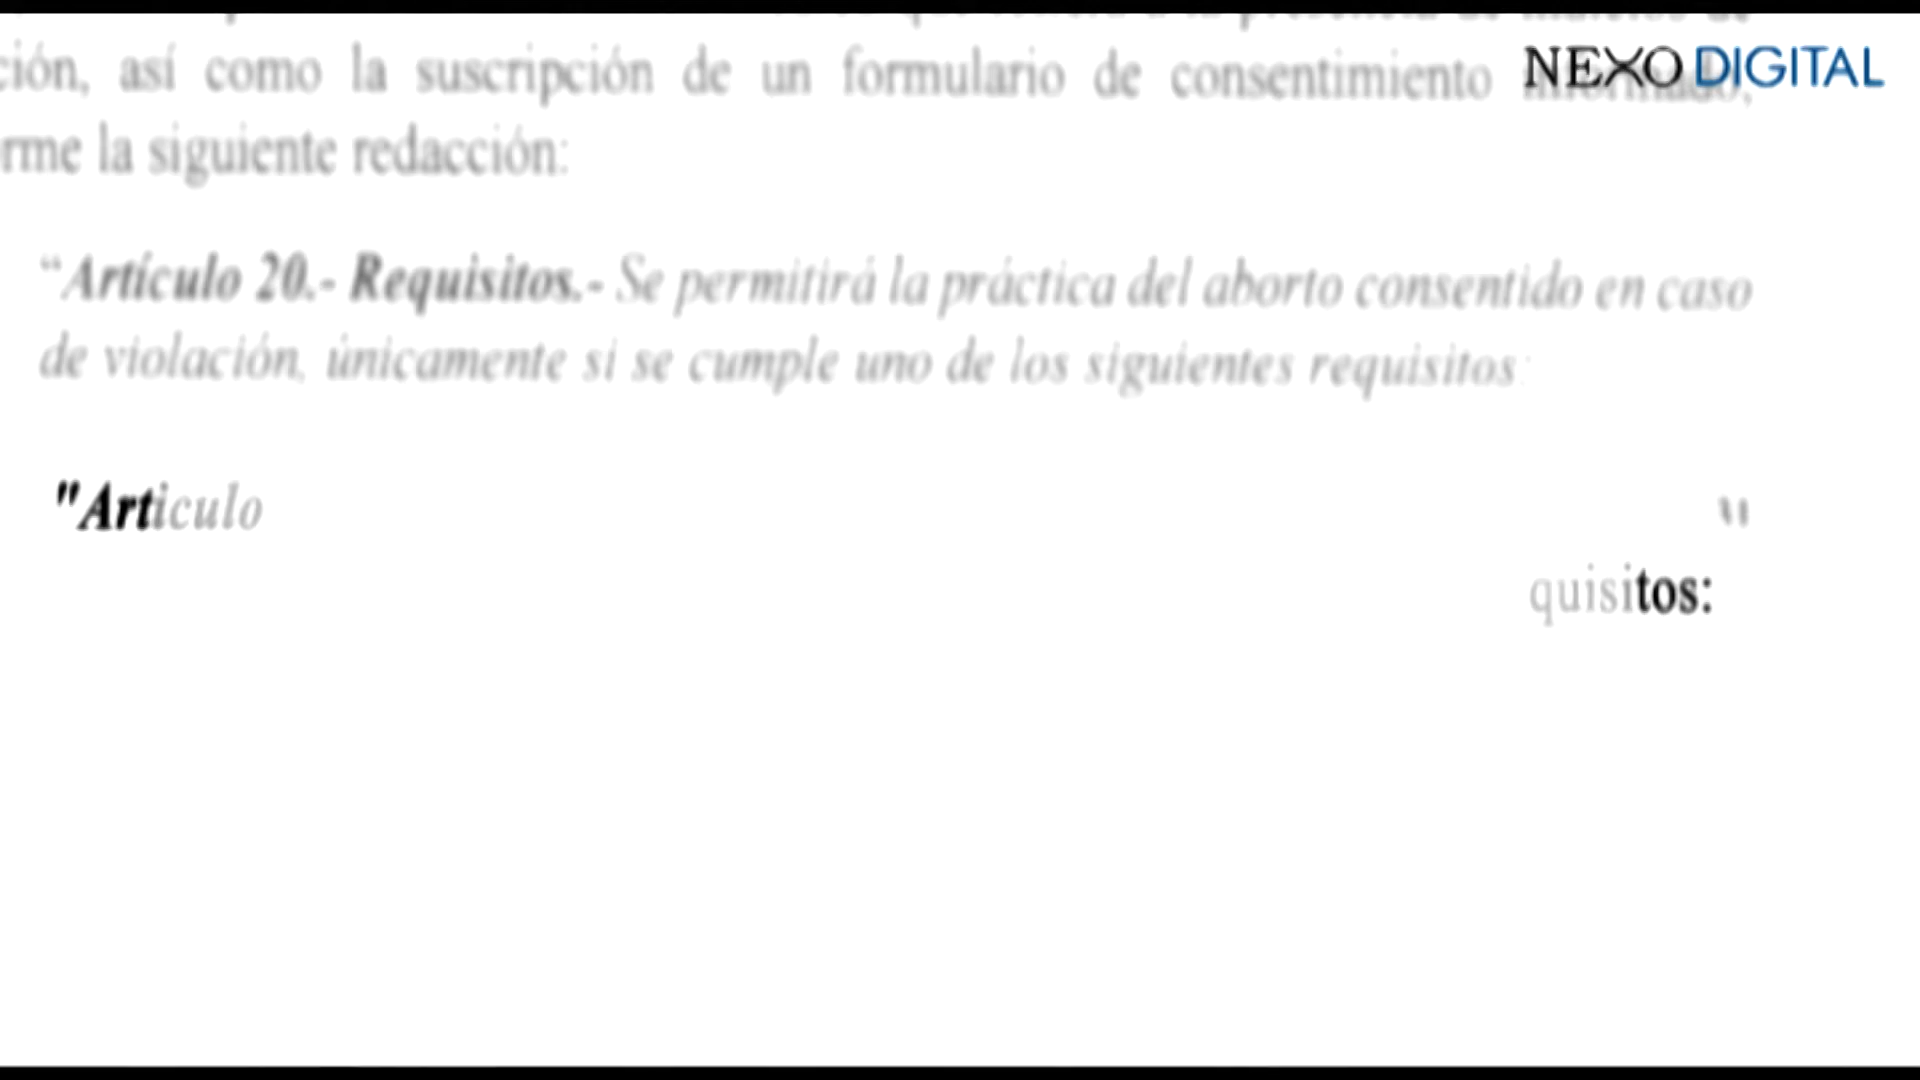 NEXO DIGITAL
ción, así como la suscripción de un formulario de consentimiento informado,
rme la siguiente redacción:
“Artículo 20.- Requisitos.- Se permitirá la práctica del aborto consentido en caso
de violación, únicamente si se cumple uno de los siguientes requisitos:
"Articulo "
quisitos: